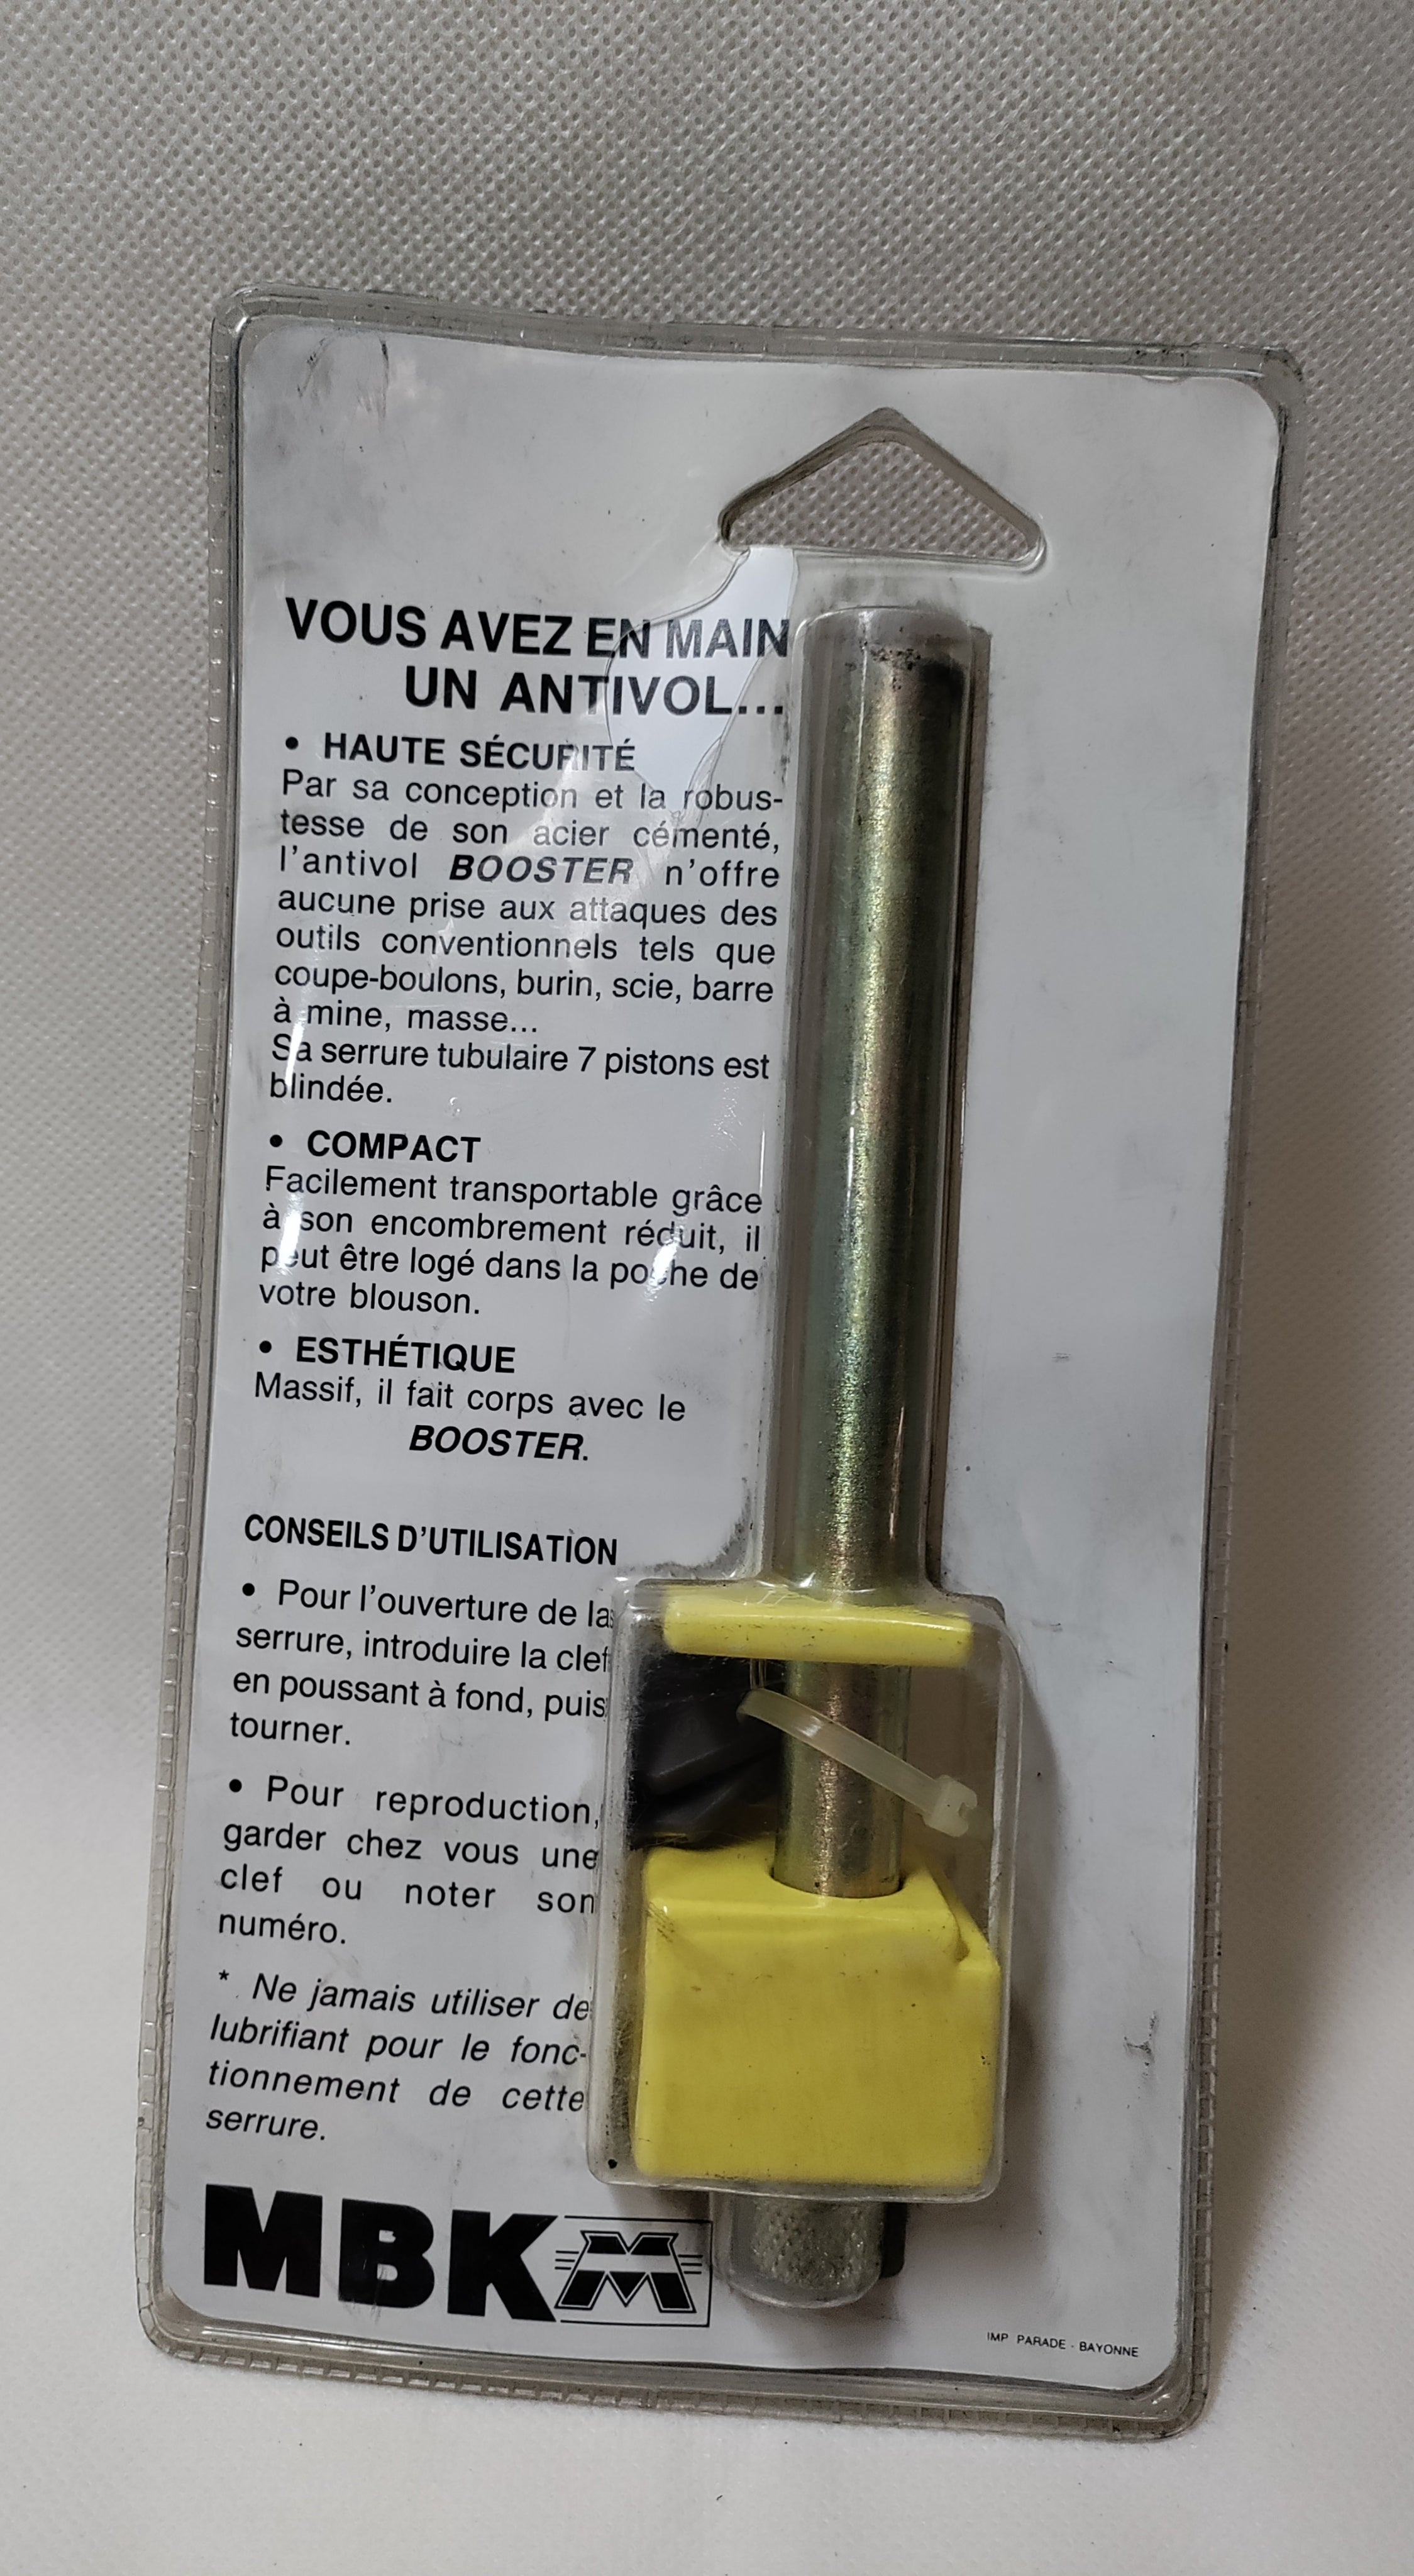 VOUS AVEZ EN MAIN
UN ANTIVOL...
• HAUTE SÉCURITÉ
Par sa conception et la robus-
tesse de son acier cémenté,
l'antivol BOOSTER n'offre
aucune prise aux attaques des
outils conventionnels tels que
coupe-boulons, burin, scie, barre
à mine, masse...
Sa serrure tubulaire 7 pistons est
blindée.
• COMPACT
Facilement transportable grâce
à son encombrement réduit, il
peut être logé dans la poche de
votre blouson.
• ESTHÉTIQUE
Massif, il fait corps avec le
BOOSTER.
CONSEILS D'UTILISATION
• Pour l'ouverture de la
serrure, introduire la clef
en poussant à fond, puis
tourner.
• Pour reproduction,
garder chez vous une
clef ou noter son
numéro.
* Ne jamais utiliser de
lubrifiant pour le fonc-
tionnement de cette
serrure.
MBK
IMP PARADE - BAYONNE